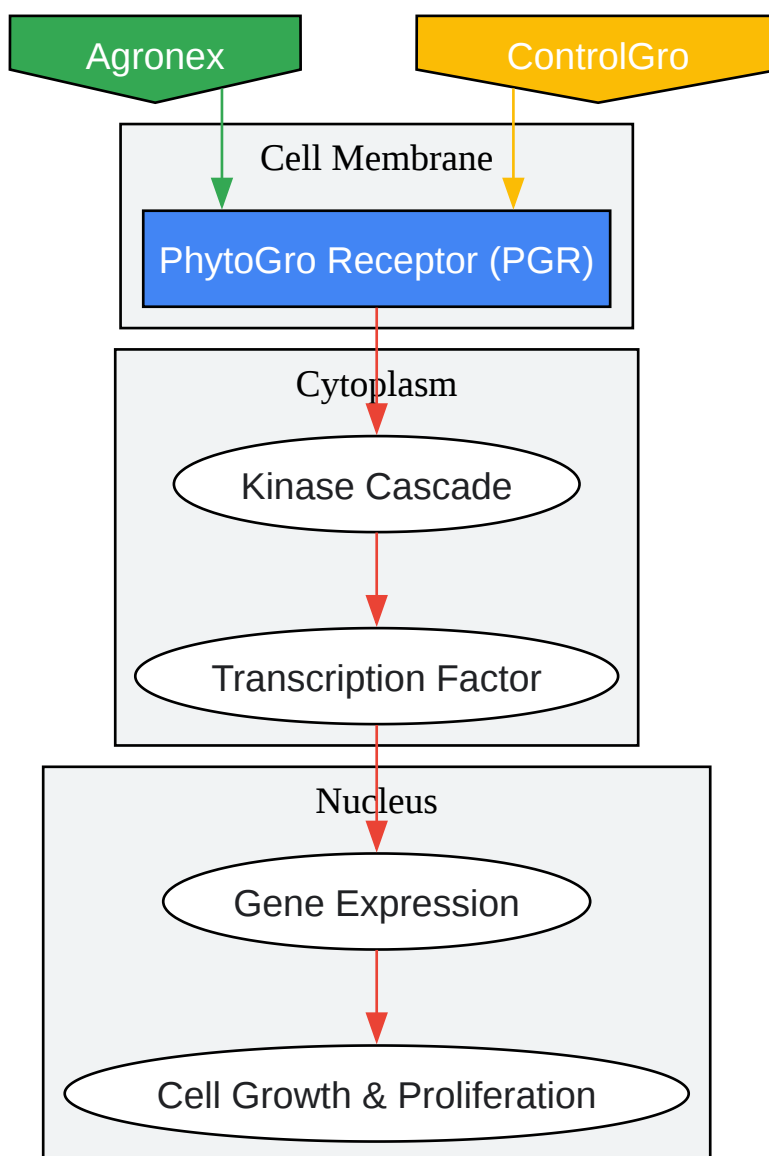 Agronex
ControlGro
Cell Membrane
PhytoGro Receptor (PGR)
Cytoplasm
Kinase Cascade
Transcription Factor
Nucleus
Gene Expression
Cell Growth & Proliferation